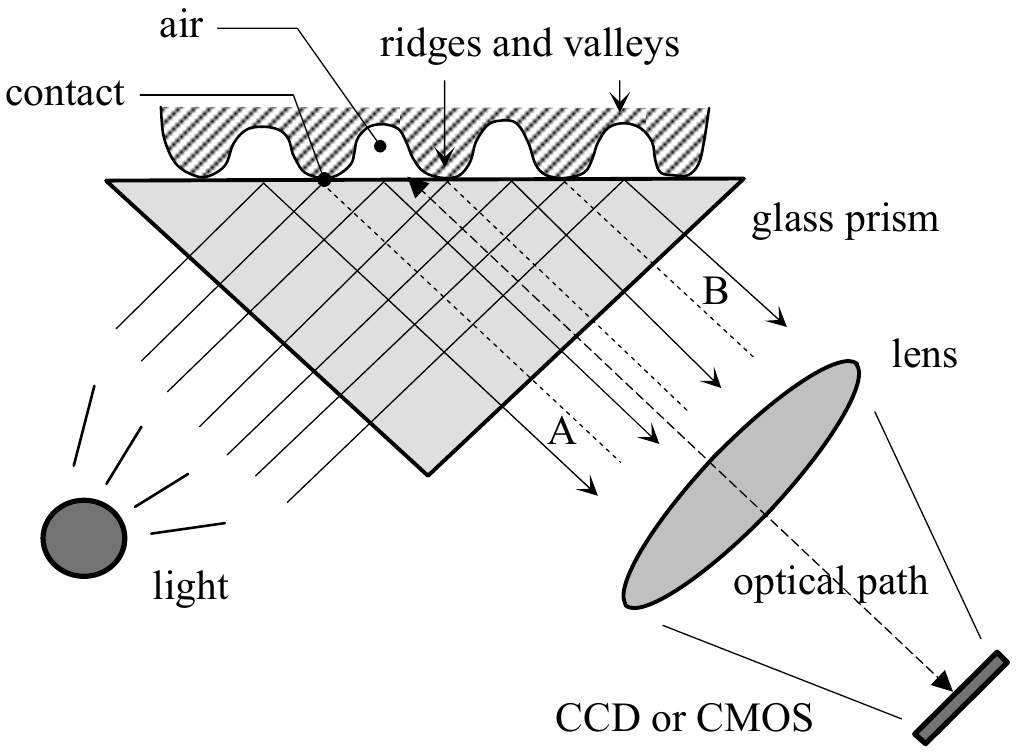 air
ridges and valleys
contact
glass prism
B
lens
A
light
optical path
CCD or CMOS